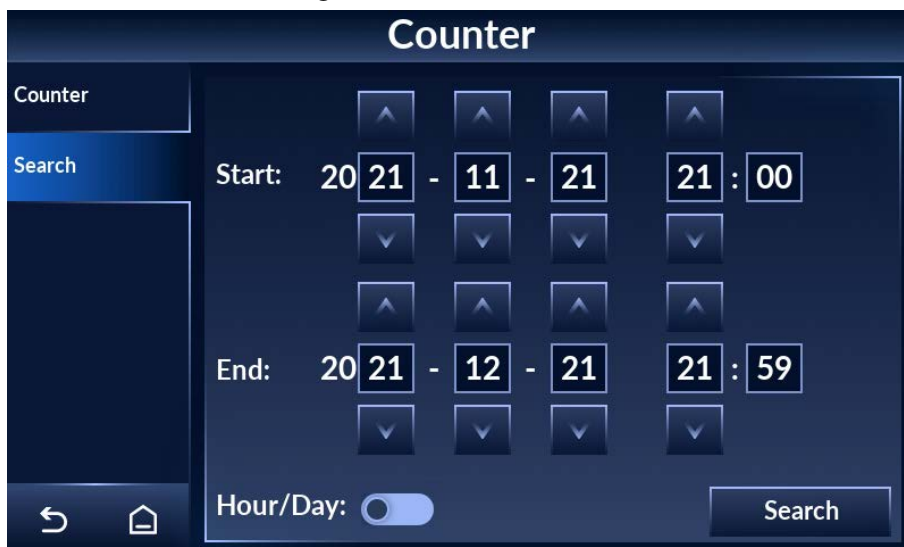 Counter
Counter
Search
Start: 20 21 - 11 - 21 21 : 00
End: 20 21 - 12 - 21 21 : 59
Hour/Day:
Search